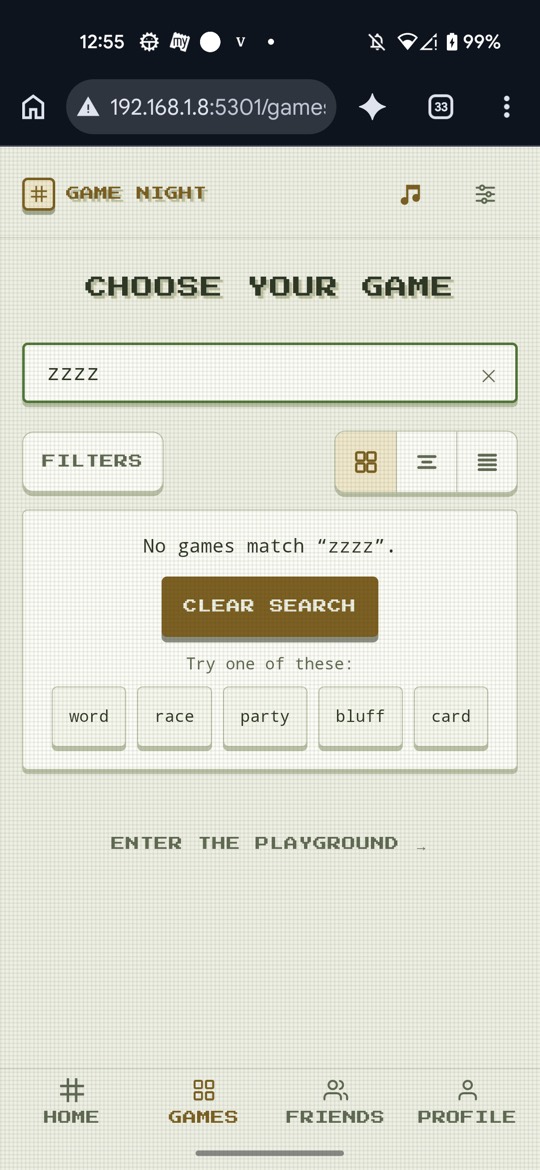 12:55 my V 99%
192.168.1.8:5301/game 33
GAME NIGHT
CHOOSE YOUR GAME
zzzz
FILTERS
No games match “zzzz”.
CLEAR SEARCH
Try one of these:
word race party bluff card
ENTER THE PLAYGROUND →
HOME GAMES FRIENDS PROFILE